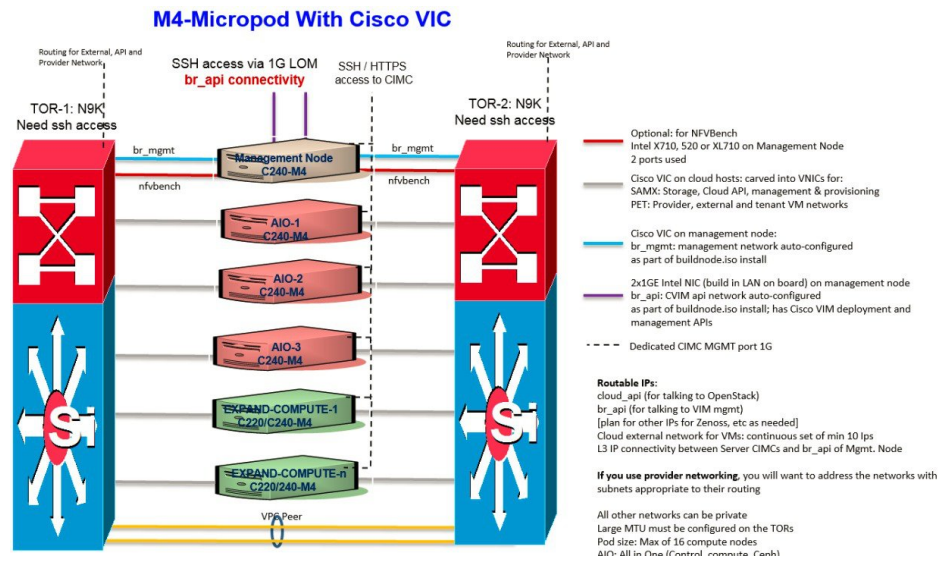 M4-Micropod With Cisco VIC
Routing for External, API and
Provider Network
SSH access via 1G LOM
br_api connectivity
SSH / HTTPS
access to CIMC
Routing for External, API and
Provider Network
TOR-1: N9K
Need ssh access
TOR-2: N9K
Need ssh access
br_mgmt
Management Node
C240-M4
br_mgmt
nfvbench
nfvbench
AIO-1
C240-M4
AIO-2
C240-M4
AIO-3
C240-M4
EXPAND-COMPUTE-1
C220/C240-M4
EXPAND-COMPUTE-n
C220/240-M4
VPC Peer
Si
Si
Optional: for NFVBench
Intel X710, 520 or XL710 on Management Node
2 ports used
Cisco VIC on cloud hosts: carved into VNICs for:
SAMX: Storage, Cloud API, management & provisioning
PET: Provider, external and tenant VM networks
Cisco VIC on management node:
br_mgmt: management network auto-configured
as part of buildnode.iso install
2x1GE Intel NIC (build in LAN on board) on management node
br_api: CVIM api network auto-configured
as part of buildnode.iso install; has Cisco VIM deployment and
management APIs
Dedicated CIMC MGMT port 1G
Routable IPs:
cloud_api (for talking to OpenStack)
br_api (for talking to VIM mgmt)
[plan for other IPs for Zenoss, etc as needed]
Cloud external network for VMs: continuous set of min 10 Ips
L3 IP connectivity between Server CIMCs and br_api of Mgmt. Node
If you use provider networking, you will want to address the networks with
subnets appropriate to their routing
All other networks can be private
Large MTU must be configured on the TORs
Pod size: Max of 16 compute nodes
AIO: All in One (Control, compute, Ceph)